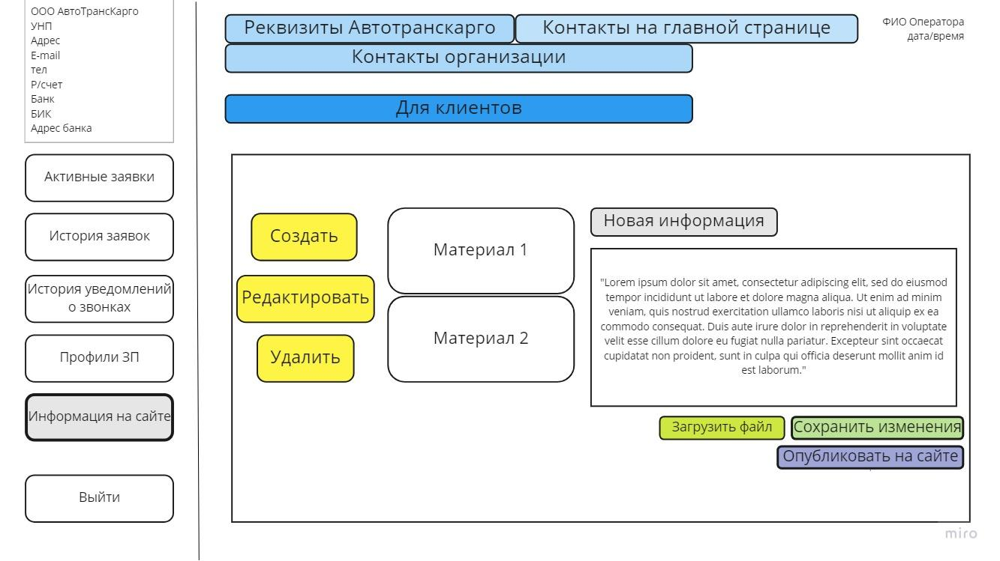 ООО АвтоТрансКарго
УНП
Адрес
E-mail
тел
Р/счет
Банк
БИК
Адрес банка
Активные заявки
История заявок
История уведомлений
о звонках
Профили ЗП
Информация на сайте
Выйти
Реквизиты Автотранскарго
Контакты на главной странице
Контакты организации
Для клиентов
ФИО Оператора
дата/время
Создать
Редактировать
Удалить
Материал 1
Материал 2
Новая информация
"Lorem ipsum dolor sit amet, consectetur adipiscing elit, sed do eiusmod
tempor incididunt ut labore et dolore magna aliqua. Ut enim ad minim
veniam, quis nostrud exercitation ullamco laboris nisi ut aliquip ex ea
commodo consequat. Duis aute irure dolor in reprehenderit in voluptate
velit esse cillum dolore eu fugiat nulla pariatur. Excepteur sint occaecat
cupidatat non proident, sunt in culpa qui officia deserunt mollit anim id
est laborum."
Загрузить файл
Сохранить изменения
Опубликовать на сайте
miro